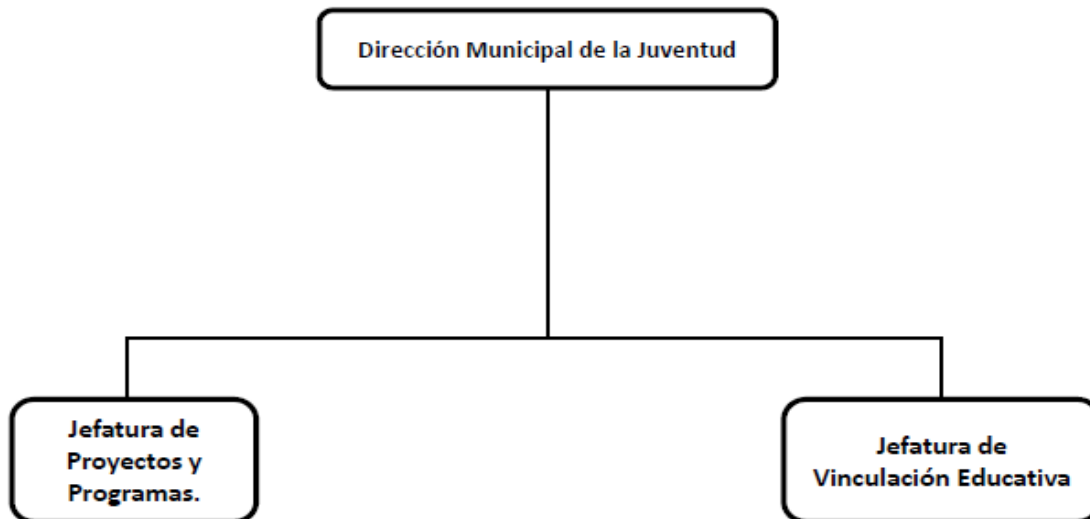 Dirección Municipal de la Juventud
Jefatura de
Proyectos y
Programas.
Jefatura de
Vinculación Educativa